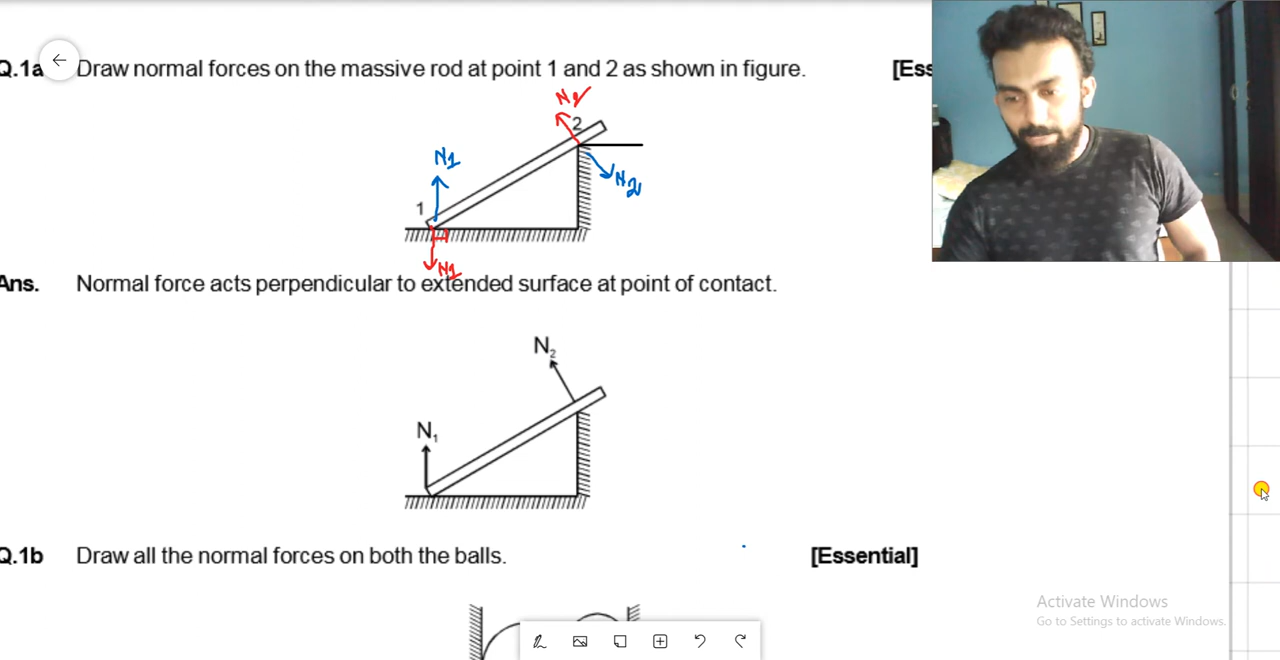 Q.1a Draw normal forces on the massive rod at point 1 and 2 as shown in figure. [Ess
N2
2
N1
N2
1
N1
Ans. Normal force acts perpendicular to extended surface at point of contact.
N₂
N₁
Q.1b Draw all the normal forces on both the balls. [Essential]
Activate Windows
Go to Settings to activate Windows.